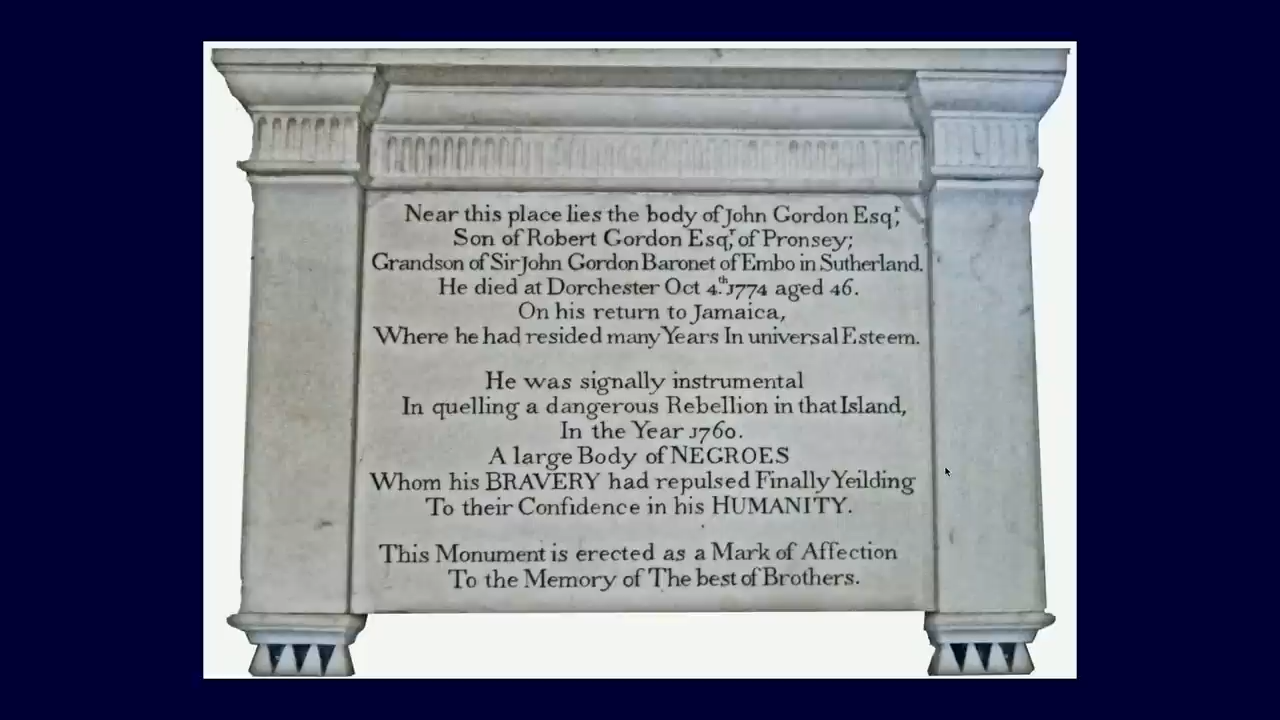 Near this place lies the body of John Gordon Esqr,
Son of Robert Gordon Esqr, of Pronsey;
Grandson of Sir John Gordon Baronet of Embo in Sutherland.
He died at Dorchester Oct 4.th 1774 aged 46.
On his return to Jamaica,
Where he had resided many Years In universal Esteem.
He was signally instrumental
In quelling a dangerous Rebellion in that Island,
In the Year 1760.
A large Body of NEGROES
Whom his BRAVERY had repulsed Finally Yeilding
To their Confidence in his HUMANITY.
This Monument is erected as a Mark of Affection
To the Memory of The best of Brothers.